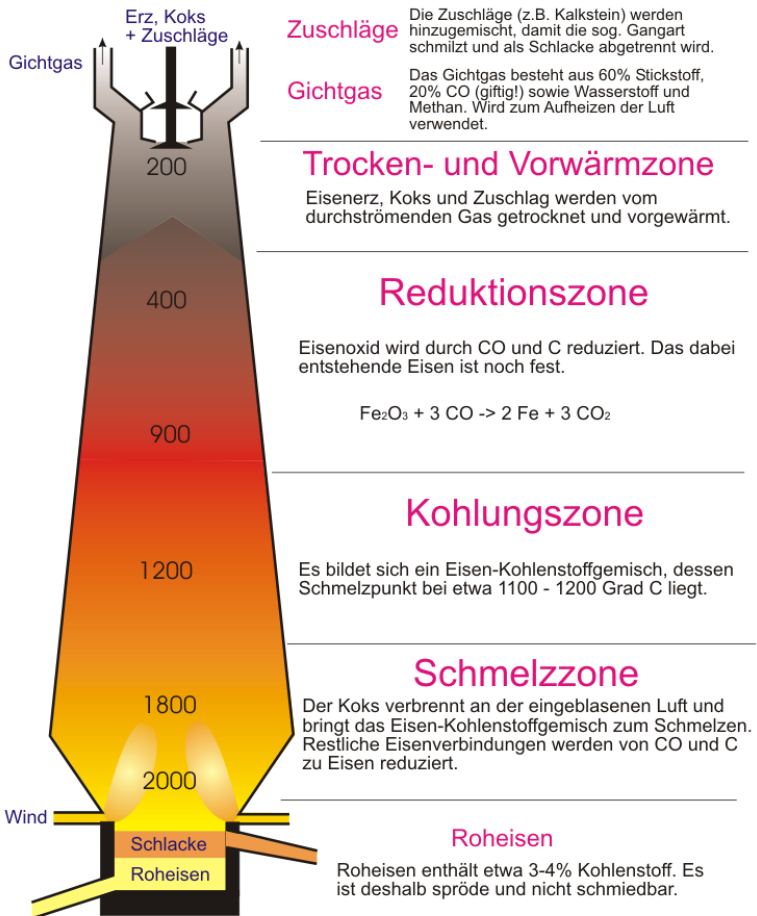 Erz, Koks
+ Zuschläge
Gichtgas
Zuschläge
Die Zuschläge (z.B. Kalkstein) werden
hinzugemischt, damit die sog. Gangart
schmilzt und als Schlacke abgetrennt wird.
Gichtgas
Das Gichtgas besteht aus 60% Stickstoff,
20% CO (giftig!) sowie Wasserstoff und
Methan. Wird zum Aufheizen der Luft
verwendet.
200
Trocken- und Vorwärmzone
Eisenerz, Koks und Zuschlag werden vom
durchströmenden Gas getrocknet und vorgewärmt.
400
Reduktionszone
Eisenoxid wird durch CO und C reduziert. Das dabei
entstehende Eisen ist noch fest.
Fe₂O₃ + 3 CO -> 2 Fe + 3 CO₂
900
Kohlungszone
1200
Es bildet sich ein Eisen-Kohlenstoffgemisch, dessen
Schmelzpunkt bei etwa 1100 - 1200 Grad C liegt.
Schmelzzone
1800
Der Koks verbrennt an der eingeblasenen Luft und
bringt das Eisen-Kohlenstoffgemisch zum Schmelzen.
Restliche Eisenverbindungen werden von CO und C
zu Eisen reduziert.
2000
Wind
Schlacke
Roheisen
Roheisen
Roheisen enthält etwa 3-4% Kohlenstoff. Es
ist deshalb spröde und nicht schmiedbar.